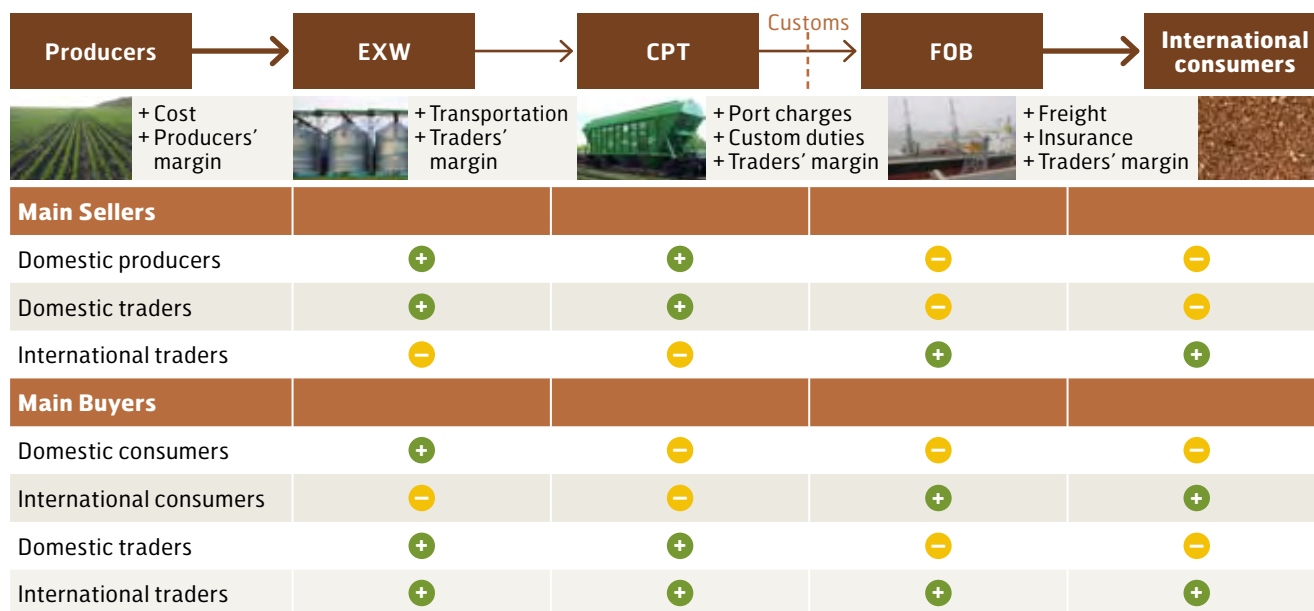 Customs
Producers
EXW
CPT
FOB
International
consumers
+ Cost
+ Producers’
margin
+ Transportation
+ Traders’
margin
+ Port charges
+ Custom duties
+ Traders’ margin
+ Freight
+ Insurance
+ Traders’ margin
Main Sellers
Domestic producers + + − −
Domestic traders + + − −
International traders − − + +
Main Buyers
Domestic consumers + − − −
International consumers − − + +
Domestic traders + + − −
International traders + + + +